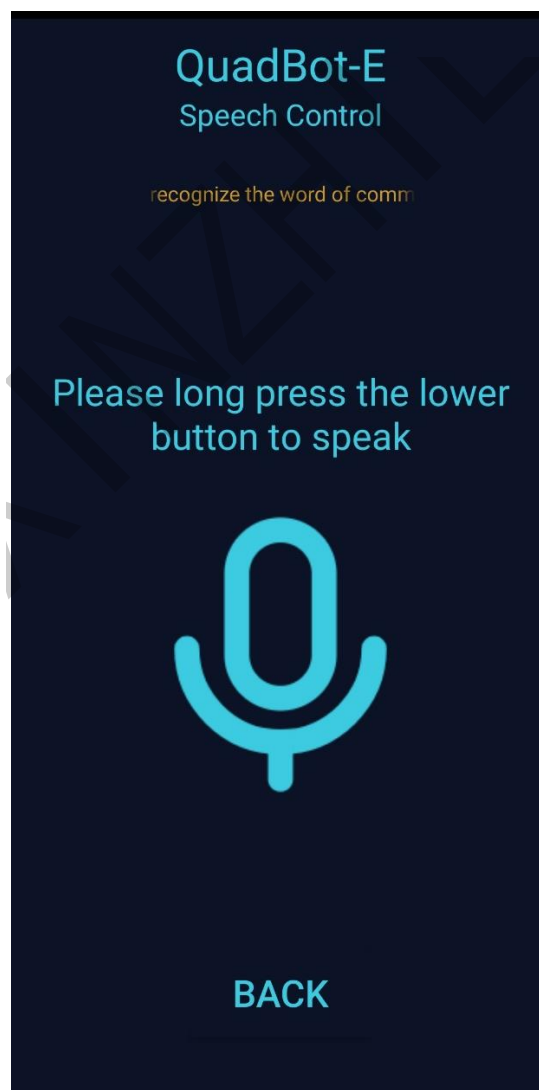 QuadBot-E
Speech Control
recognize the word of comm
Please long press the lower
button to speak
BACK